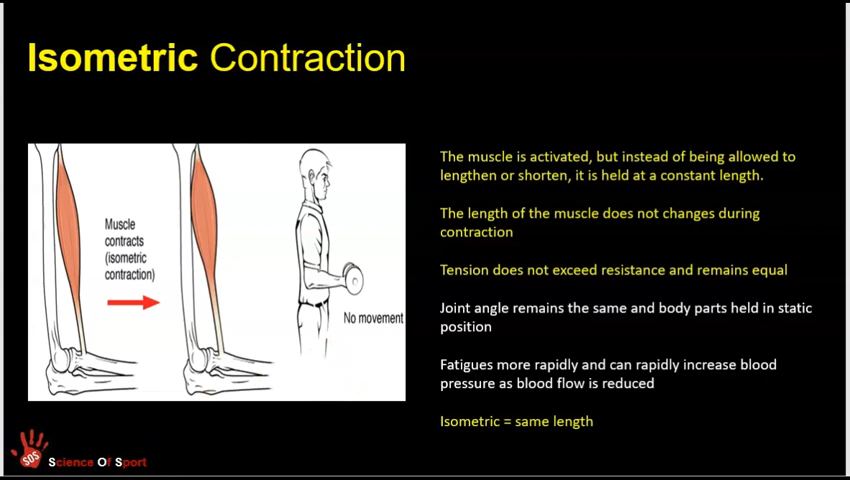 Isometric Contraction
Muscle
contracts
(isometric
contraction)
No movement
The muscle is activated, but instead of being allowed to
lengthen or shorten, it is held at a constant length.
The length of the muscle does not changes during
contraction
Tension does not exceed resistance and remains equal
Joint angle remains the same and body parts held in static
position
Fatigues more rapidly and can rapidly increase blood
pressure as blood flow is reduced
Isometric = same length
SOS
Science Of Sport